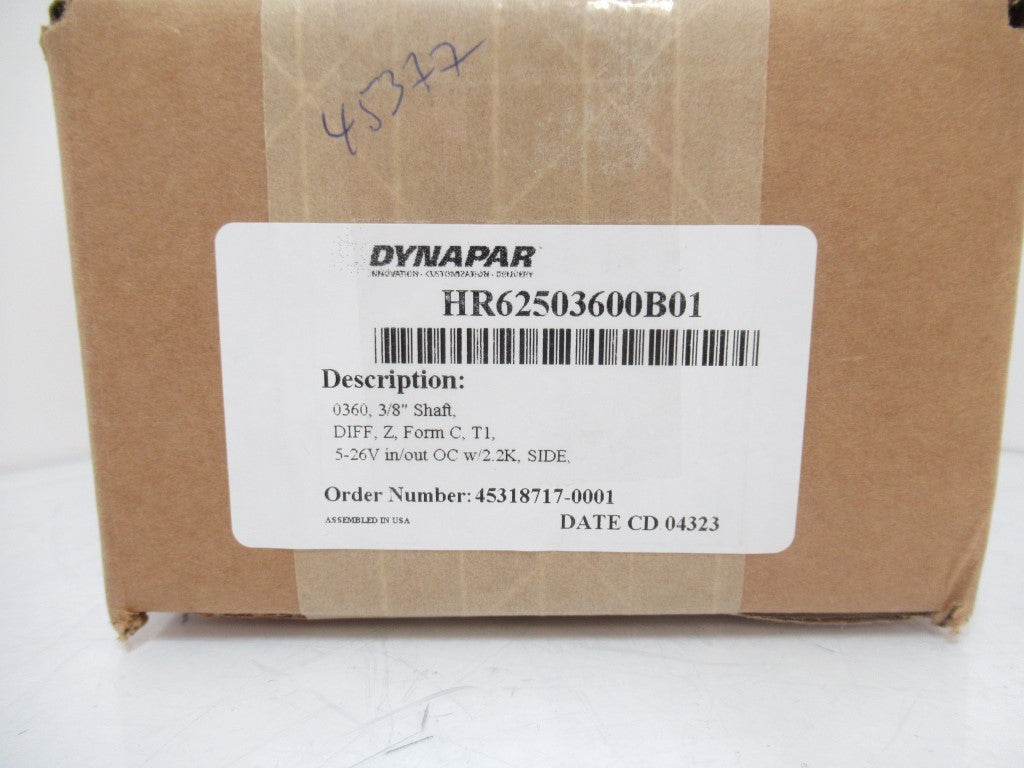 45377
DYNAPAR
INNOVATION - CUSTOMIZATION - DELIVERY
HR62503600B01
Description:
0360, 3/8" Shaft,
DIFF, Z, Form C, T1,
5-26V in/out OC w/2.2K, SIDE,
Order Number: 45318717-0001
ASSEMBLED IN USA
DATE CD 04323